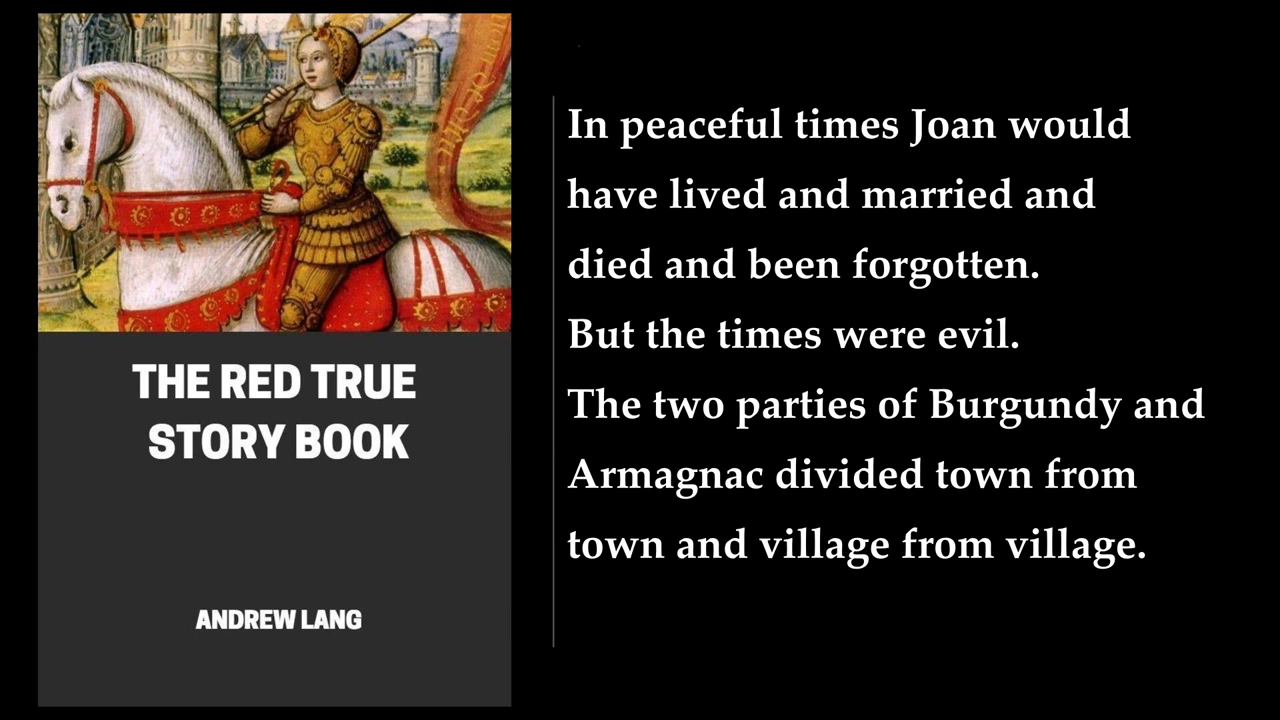 THE RED TRUE
STORY BOOK
ANDREW LANG
In peaceful times Joan would
have lived and married and
died and been forgotten.
But the times were evil.
The two parties of Burgundy and
Armagnac divided town from
town and village from village.